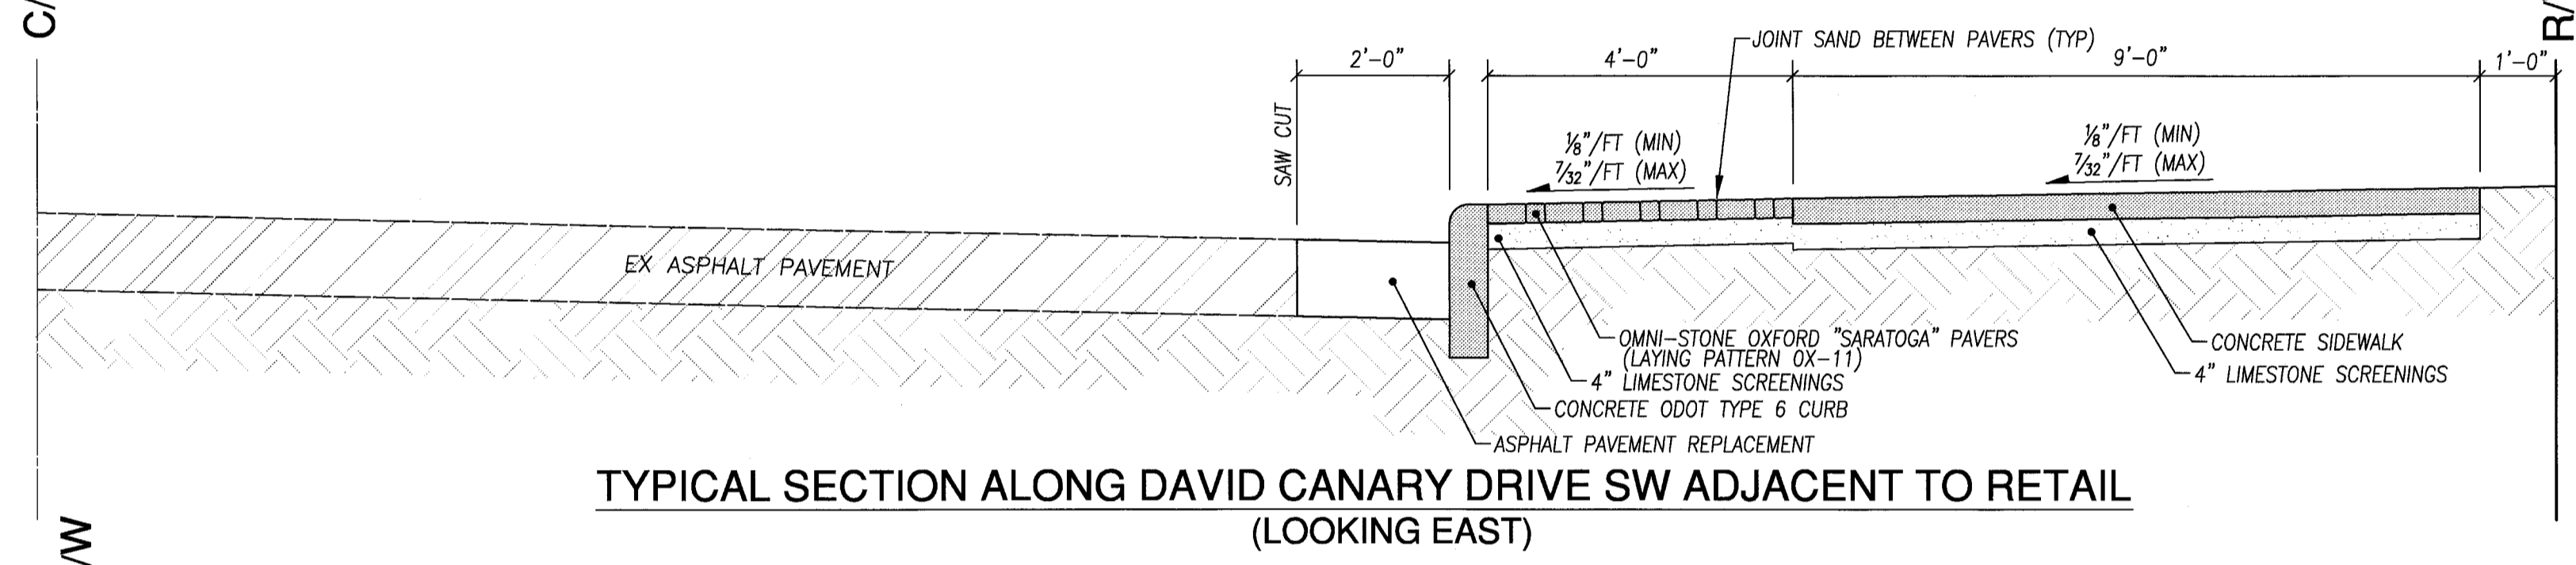 C/
R/
JOINT SAND BETWEEN PAVERS (TYP)
2'-0"
4'-0"
9'-0"
1'-0"
SAW CUT
1/8"/FT (MIN)
7/32"/FT (MAX)
1/8"/FT (MIN)
7/32"/FT (MAX)
EX ASPHALT PAVEMENT
OMNI-STONE OXFORD "SARATOGA" PAVERS
(LAYING PATTERN OX-11)
4" LIMESTONE SCREENINGS
CONCRETE ODOT TYPE 6 CURB
ASPHALT PAVEMENT REPLACEMENT
CONCRETE SIDEWALK
4" LIMESTONE SCREENINGS
TYPICAL SECTION ALONG DAVID CANARY DRIVE SW ADJACENT TO RETAIL
(LOOKING EAST)
/W